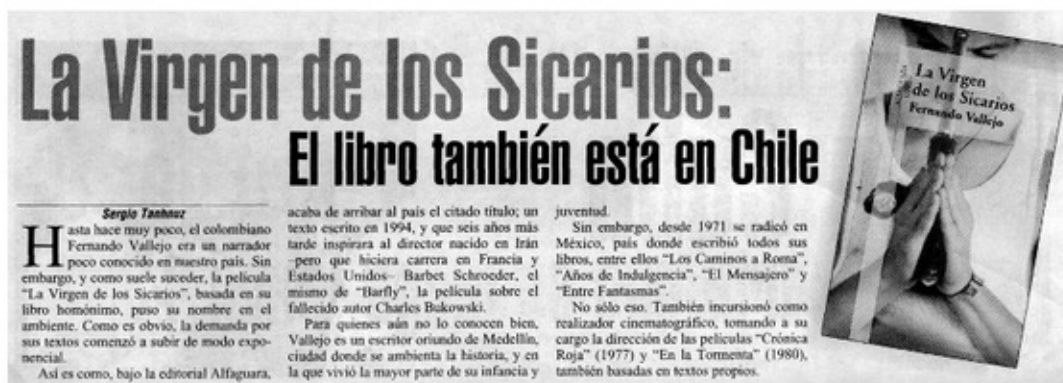 La Virgen de los Sicarios:
El libro también está en Chile
Sergio Tanhnuz
Hasta hace muy poco, el colombiano
Fernando Vallejo era un narrador
poco conocido en nuestro país. Sin
embargo, y como suele suceder, la película
"La Virgen de los Sicarios", basada en su
libro homónimo, puso su nombre en el
ambiente. Como es obvio, la demanda por
sus textos comenzó a subir de modo expo-
nencial.
Así es como, bajo la editorial Alfaguara,
acaba de arribar al país el citado título; un
texto escrito en 1994, y que seis años más
tarde inspirara al director nacido en Irán
–pero que hiciera carrera en Francia y
Estados Unidos– Barbet Schroeder, el
mismo de "Barfly", la película sobre el
fallecido autor Charles Bukowski.
Para quienes aún no lo conocen bien,
Vallejo es un escritor oriundo de Medellín,
ciudad donde se ambienta la historia, y en
la que vivió la mayor parte de su infancia y
juventud.
Sin embargo, desde 1971 se radicó en
México, país donde escribió todos sus
libros, entre ellos "Los Caminos a Roma",
"Años de Indulgencia", "El Mensajero" y
"Entre Fantasmas".
No sólo eso. También incursionó como
realizador cinematográfico, tomando a su
cargo la dirección de las películas "Crónica
Roja" (1977) y "En la Tormenta" (1980),
también basadas en textos propios.
La Virgen
de los Sicarios
Fernando Vallejo